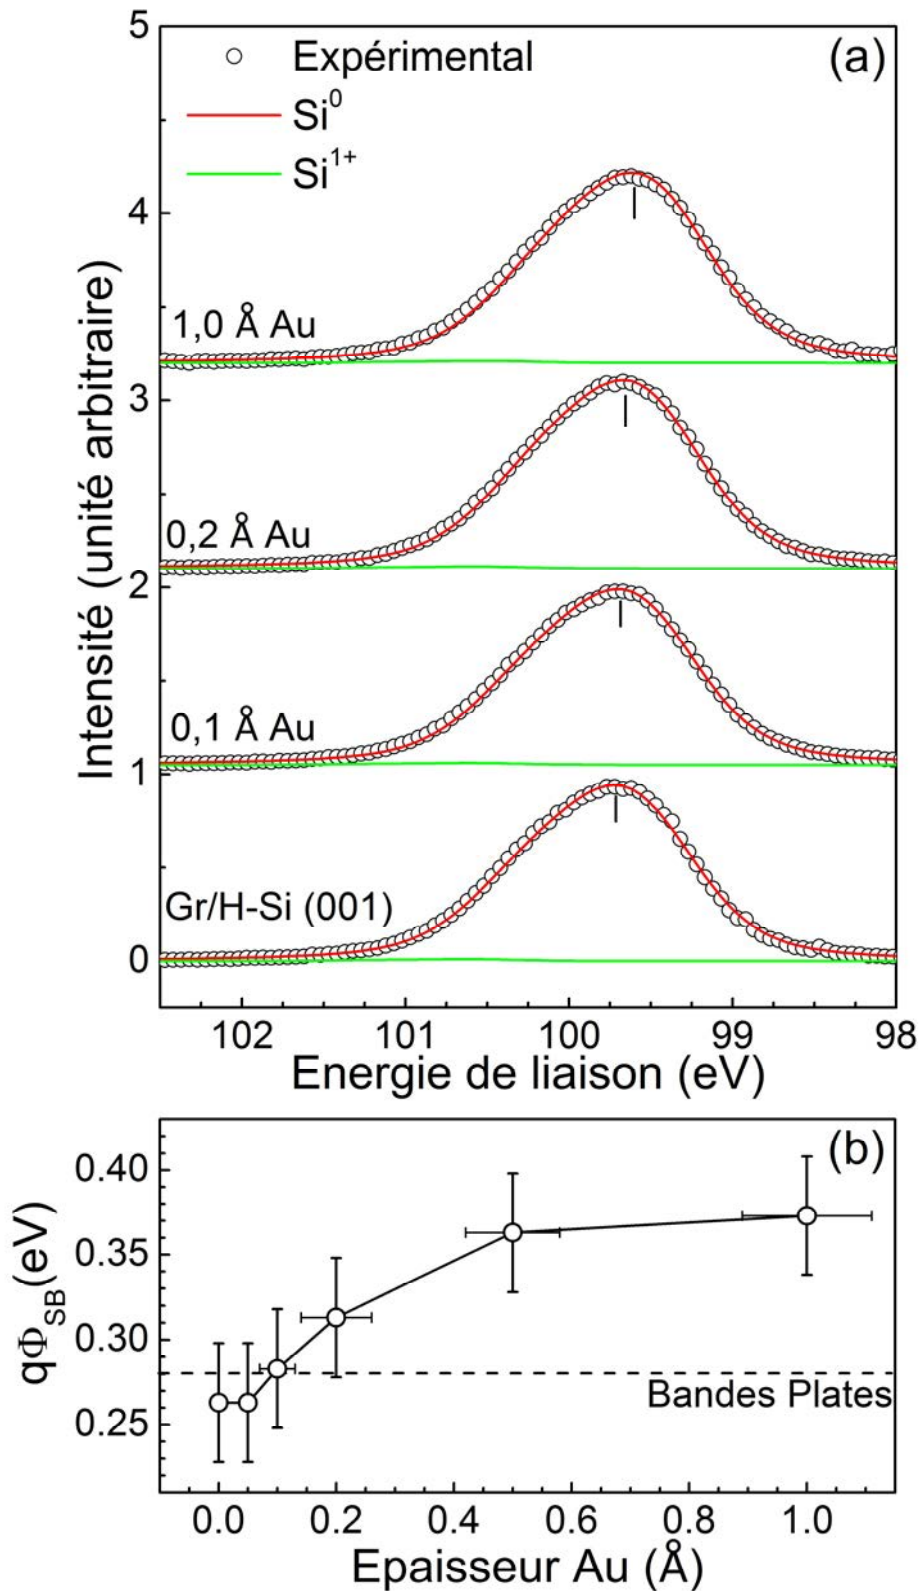 5
(a)
Expérimental
Si⁰
Si¹⁺
4
1,0 Å Au
3
0,2 Å Au
2
0,1 Å Au
1
Gr/H-Si (001)
0
Intensité (unité arbitraire)
102 101 100 99 98
Energie de liaison (eV)
(b)
0.40
0.35
0.30
0.25
qΦSB(eV)
Bandes Plates
0.0 0.2 0.4 0.6 0.8 1.0
Epaisseur Au (Å)